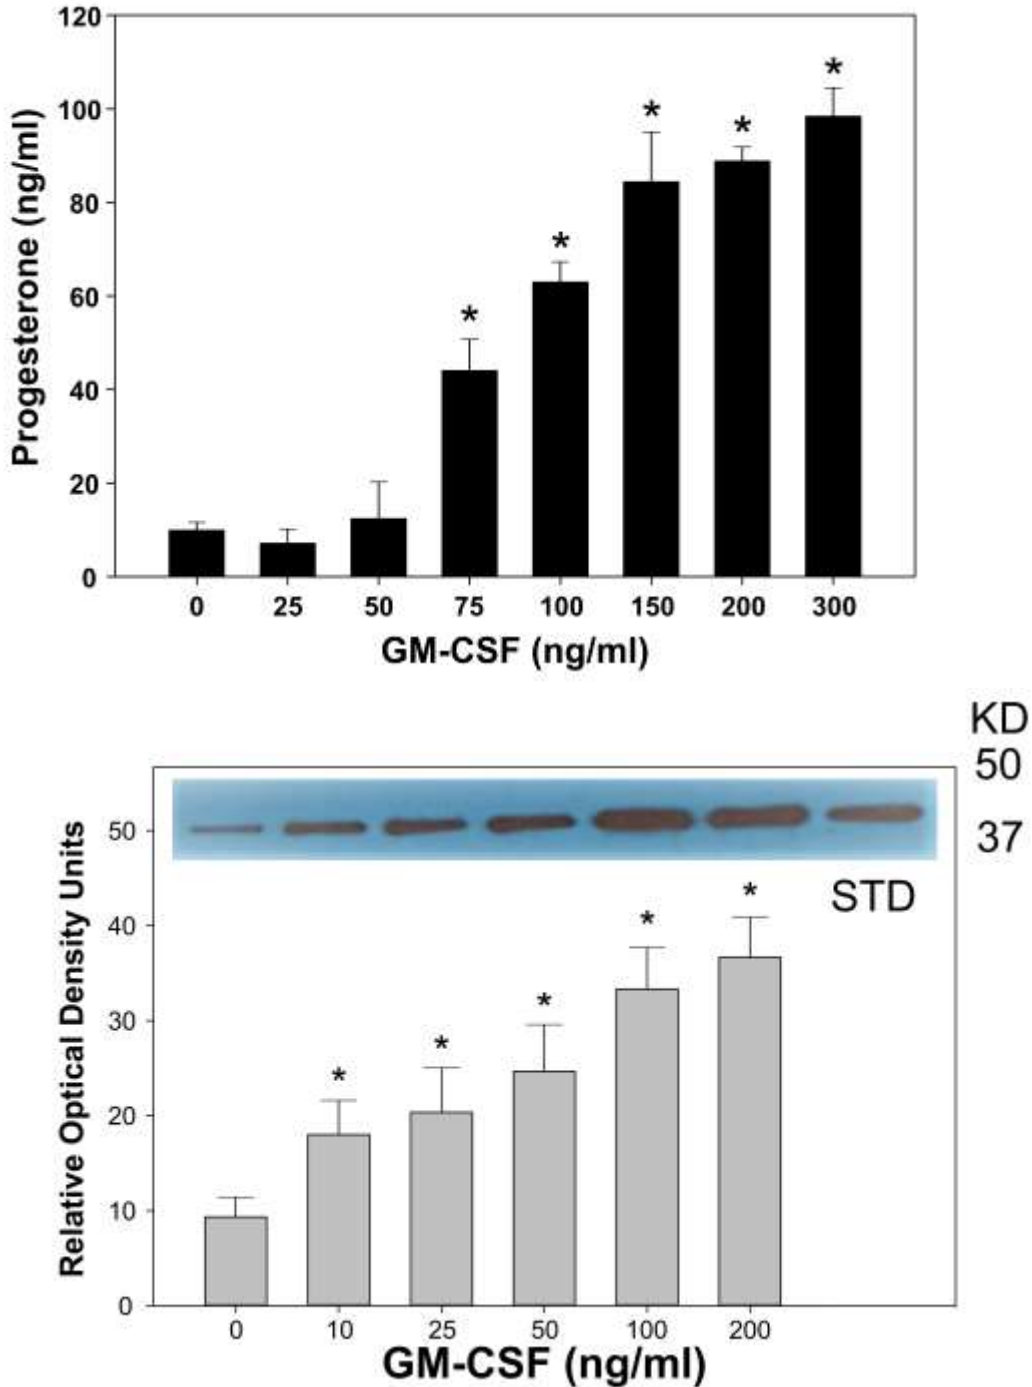 120
100
80
60
40
20
0
Progesterone (ng/ml)
* * * * *
0 25 50 75 100 150 200 300
GM-CSF (ng/ml)
KD
50
37
STD
50
40
30
20
10
0
Relative Optical Density Units
* * * * *
0 10 25 50 100 200
GM-CSF (ng/ml)